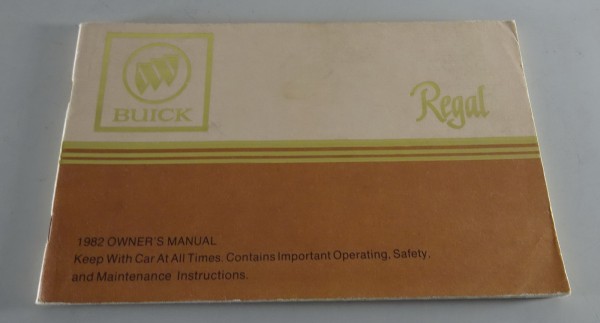 BUICK
Regal
1982 OWNER'S MANUAL
Keep With Car At All Times. Contains Important Operating, Safety,
and Maintenance Instructions.